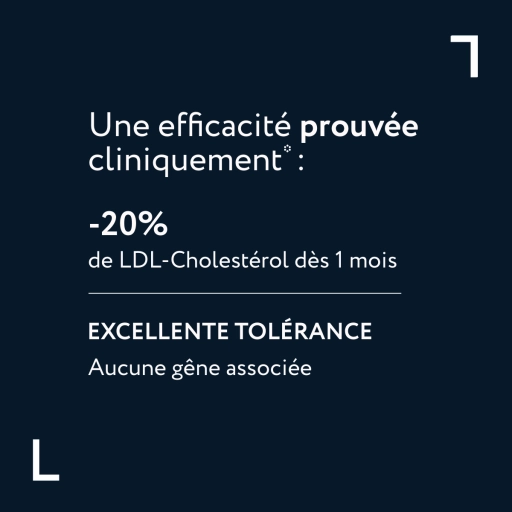 Une efficacité prouvée
cliniquement* :
-20%
de LDL-Cholestérol dès 1 mois
EXCELLENTE TOLÉRANCE
Aucune gêne associée